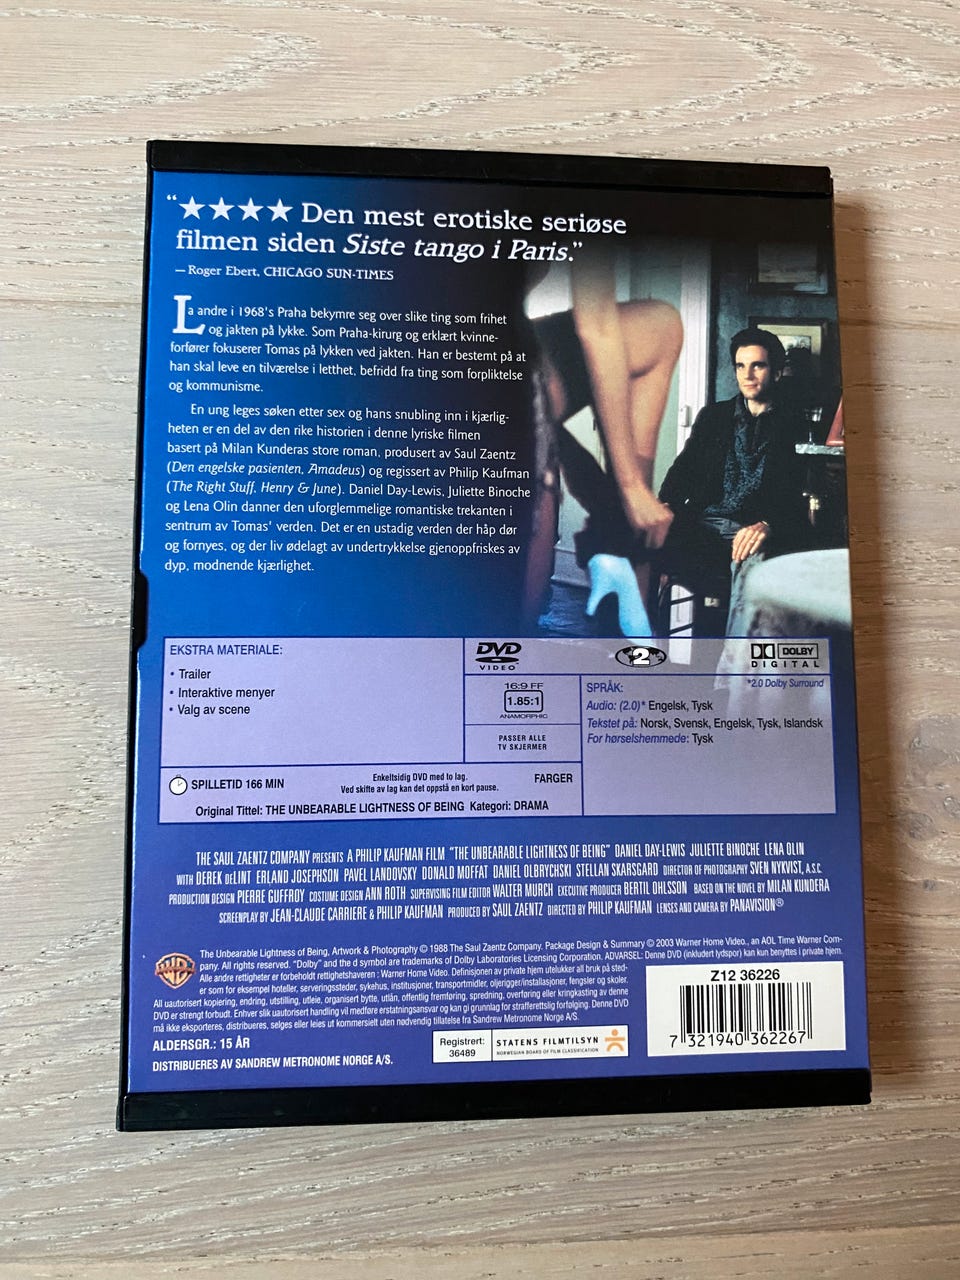 “★★★★ Den mest erotiske seriøse
filmen siden Siste tango i Paris.”
—Roger Ebert, CHICAGO SUN-TIMES
La andre i 1968's Praha bekymre seg over slike ting som frihet
og jakten på lykke. Som Praha-kirurg og erklært kvinne-
forfører fokuserer Tomas på lykken ved jakten. Han er bestemt på at
han skal leve en tilværelse i letthet, befridd fra ting som forpliktelse
og kommunisme.
En ung leges søken etter sex og hans snubling inn i kjærlig-
heten er en del av den rike historien i denne lyriske filmen
basert på Milan Kunderas store roman, produsert av Saul Zaentz
(Den engelske pasienten, Amadeus) og regissert av Philip Kaufman
(The Right Stuff, Henry & June). Daniel Day-Lewis, Juliette Binoche
og Lena Olin danner den uforglemmelige romantiske trekanten i
sentrum av Tomas' verden. Det er en ustadig verden der håp dør
og fornyes, og der liv ødelagt av undertrykkelse gjenoppfriskes av
dyp, modnende kjærlighet.
EKSTRA MATERIALE:
• Trailer
• Interaktive menyer
• Valg av scene
DVD
VIDEO
2
DOLBY
DIGITAL
*2.0 Dolby Surround
16:9 FF
1.85:1
ANAMORPHIC
PASSER ALLE
TV SKJERMER
SPRÅK:
Audio: (2.0)* Engelsk, Tysk
Tekstet på: Norsk, Svensk, Engelsk, Tysk, Islandsk
For hørselshemmede: Tysk
SPILLETID 166 MIN
Enkeltsidig DVD med to lag.
Ved skifte av lag kan det oppstå en kort pause.
FARGER
Original Tittel: THE UNBEARABLE LIGHTNESS OF BEING Kategori: DRAMA
THE SAUL ZAENTZ COMPANY PRESENTS A PHILIP KAUFMAN FILM "THE UNBEARABLE LIGHTNESS OF BEING" DANIEL DAY-LEWIS JULIETTE BINOCHE LENA OLIN
WITH DEREK DeLINT ERLAND JOSEPHSON PAVEL LANDOVSKY DONALD MOFFAT DANIEL OLBRYCHSKI STELLAN SKARSGARD DIRECTOR OF PHOTOGRAPHY SVEN NYKVIST, A.S.C.
PRODUCTION DESIGN PIERRE GUFFROY COSTUME DESIGN ANN ROTH SUPERVISING FILM EDITOR WALTER MURCH EXECUTIVE PRODUCER BERTIL OHLSSON BASED ON THE NOVEL BY MILAN KUNDERA
SCREENPLAY BY JEAN-CLAUDE CARRIERE & PHILIP KAUFMAN PRODUCED BY SAUL ZAENTZ DIRECTED BY PHILIP KAUFMAN LENSES AND CAMERA BY PANAVISION®
WB
The Unbearable Lightness of Being, Artwork & Photography © 1988 The Saul Zaentz Company. Package Design & Summary © 2003 Warner Home Video., an AOL Time Warner Com-
pany. All rights reserved. "Dolby" and the d symbol are trademarks of Dolby Laboratories Licensing Corporation. ADVARSEL: Denne DVD (inkludert lydspor) kan kun benyttes i private hjem.
Alle andre rettigheter er forbeholdt rettighetshaveren : Warner Home Video. Definisjonen av private hjem utelukker all bruk på sted-
er som for eksempel hoteller, serveringssteder, sykehus, institusjoner, transportmidler, oljerigger/installasjoner, fengsler og skoler.
All uautorisert kopiering, endring, utstilling, utleie, organisert bytte, utlån, offentlig fremføring, spredning, overføring eller kringkasting av denne
DVD er strengt forbudt. Enhver slik uautorisert handling vil medføre erstatningsansvar og kan gi grunnlag for strafferettslig forfølging. Denne DVD
må ikke eksporteres, distribueres, selges eller leies ut kommersielt uten nødvendig tillatelse fra Sandrew Metronome Norge A/S.
ALDERSGR.: 15 ÅR
DISTRIBUERES AV SANDREW METRONOME NORGE A/S.
Registrert:
36489
STATENS FILMTILSYN
NORWEGIAN BOARD OF FILM CLASSIFICATION
Z12 36226
7 321940 362267